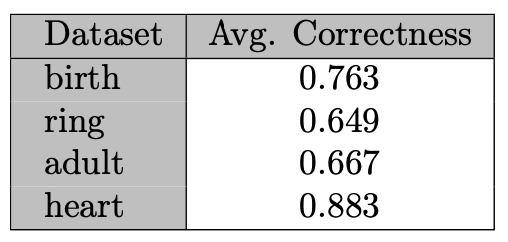 Dataset Avg. Correctness
birth 0.763
ring 0.649
adult 0.667
heart 0.883